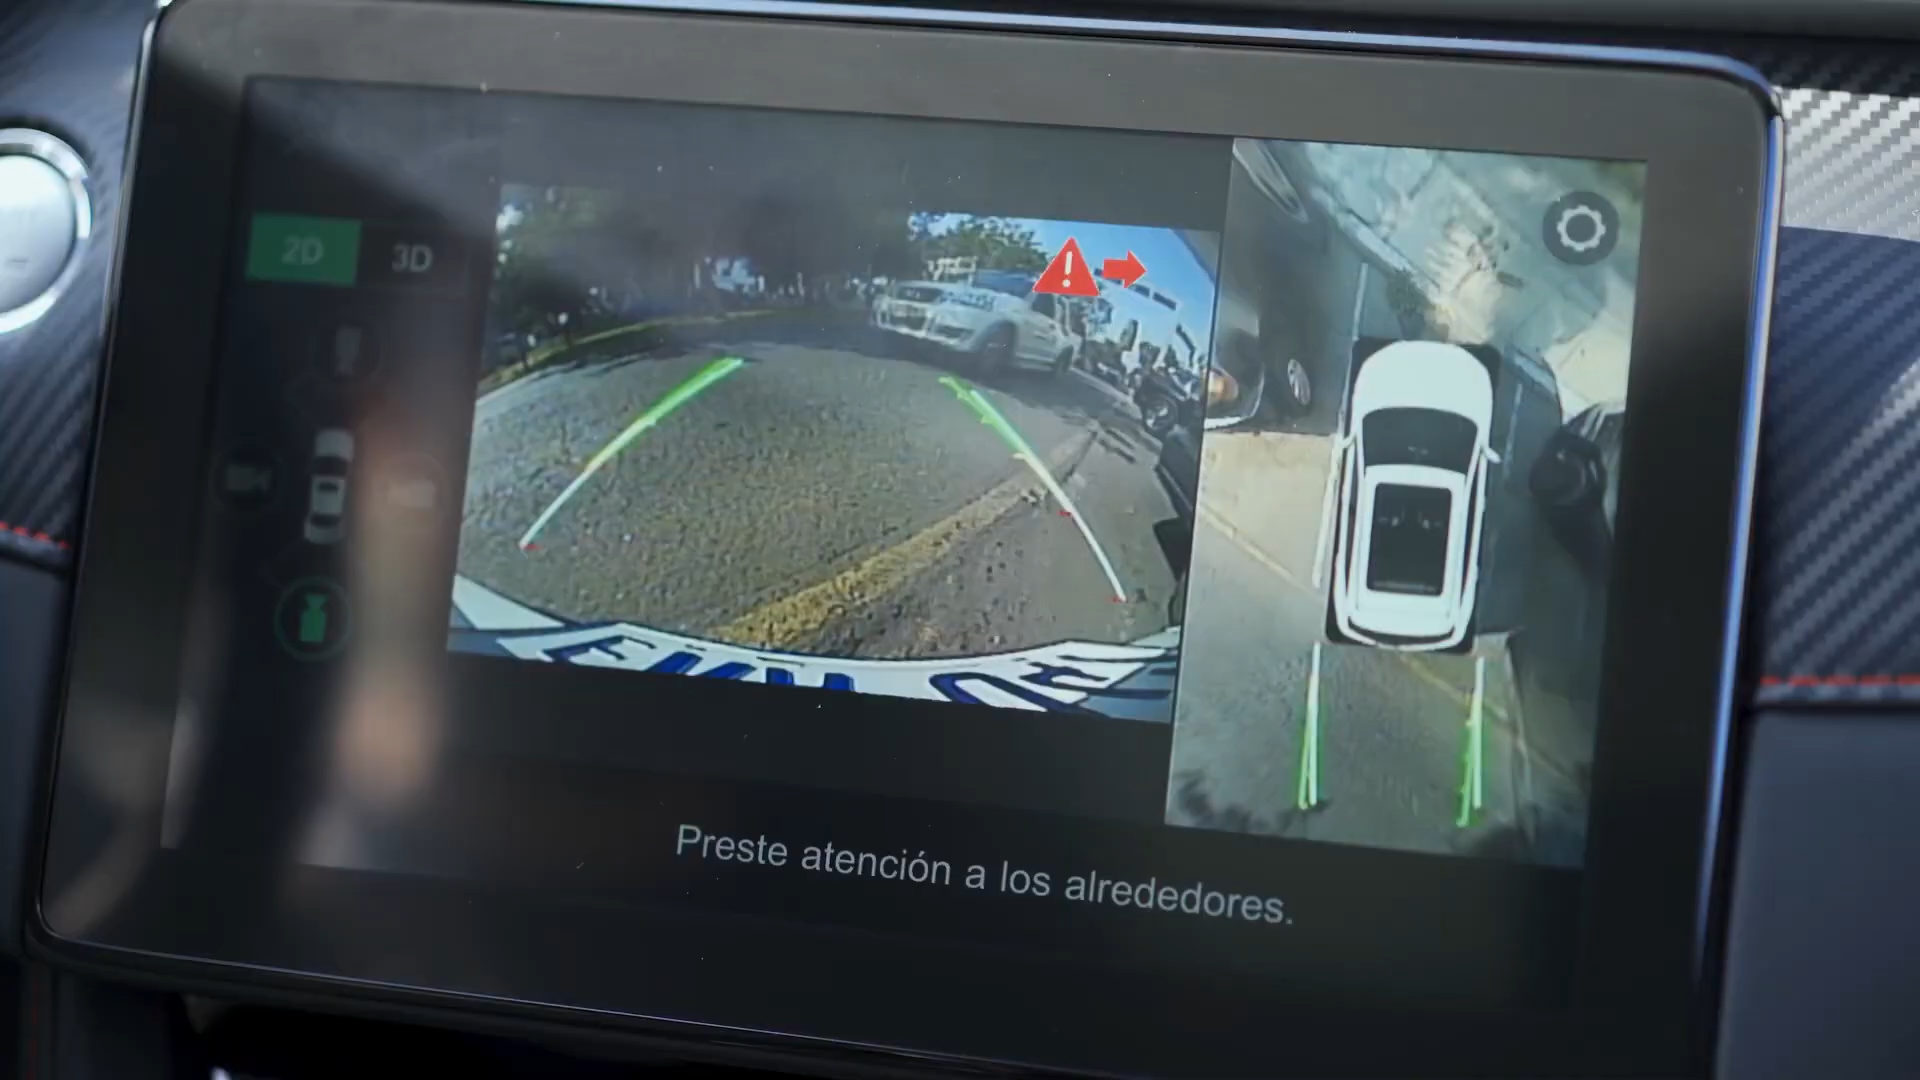 2D
3D
Preste atención a los alrededores.